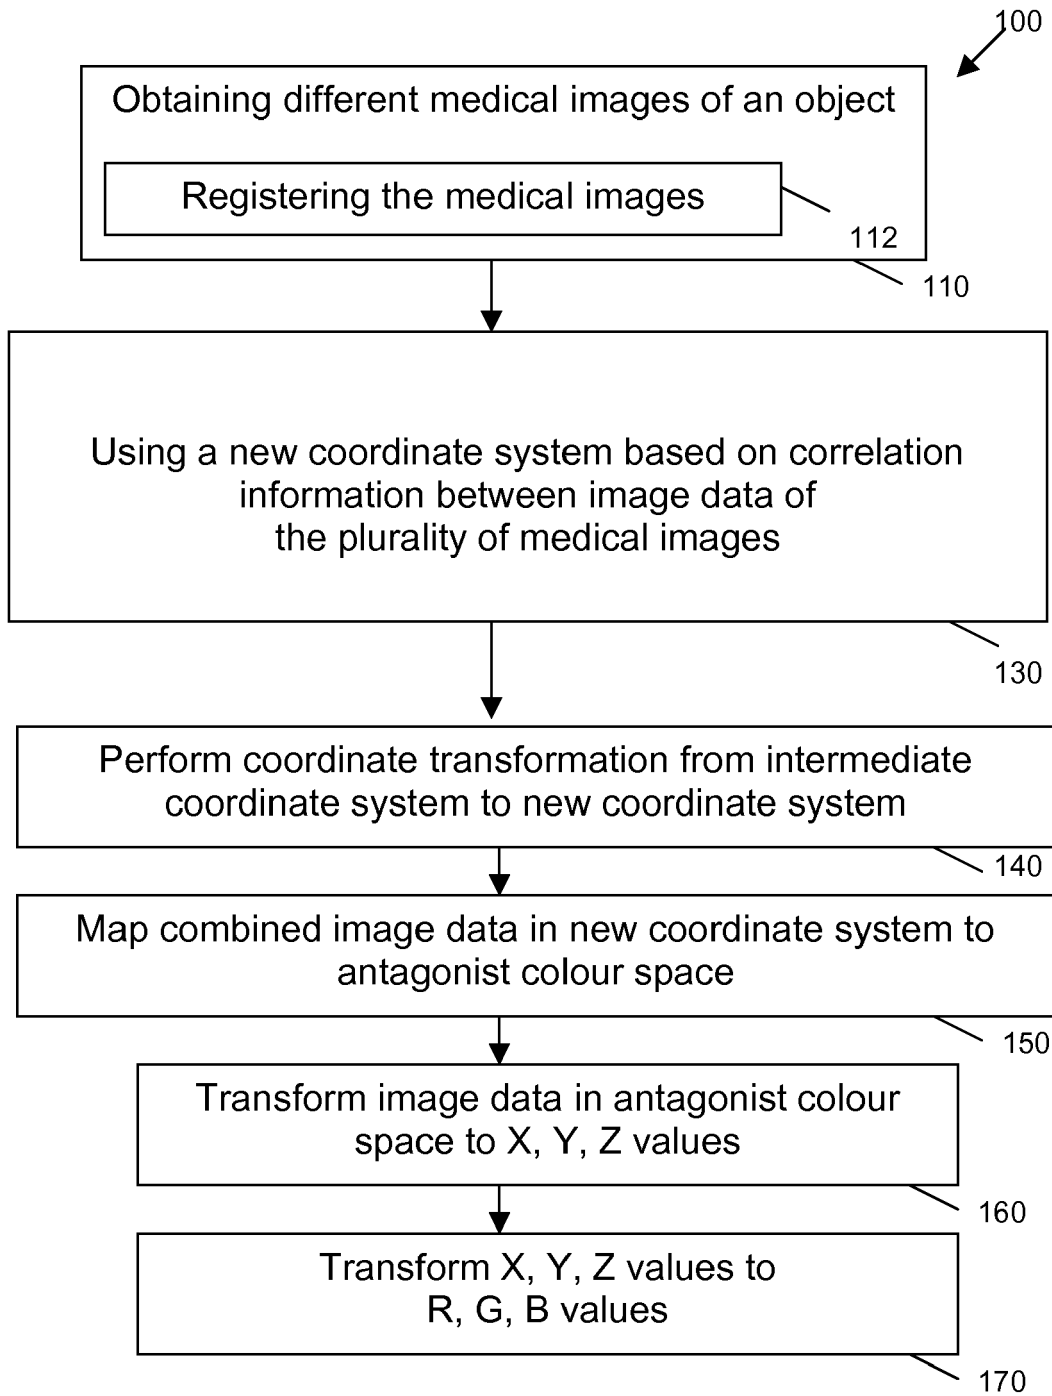 100
Obtaining different medical images of an object
Registering the medical images
112
110
Using a new coordinate system based on correlation
information between image data of
the plurality of medical images
130
Perform coordinate transformation from intermediate
coordinate system to new coordinate system
140
Map combined image data in new coordinate system to
antagonist colour space
150
Transform image data in antagonist colour
space to X, Y, Z values
160
Transform X, Y, Z values to
R, G, B values
170